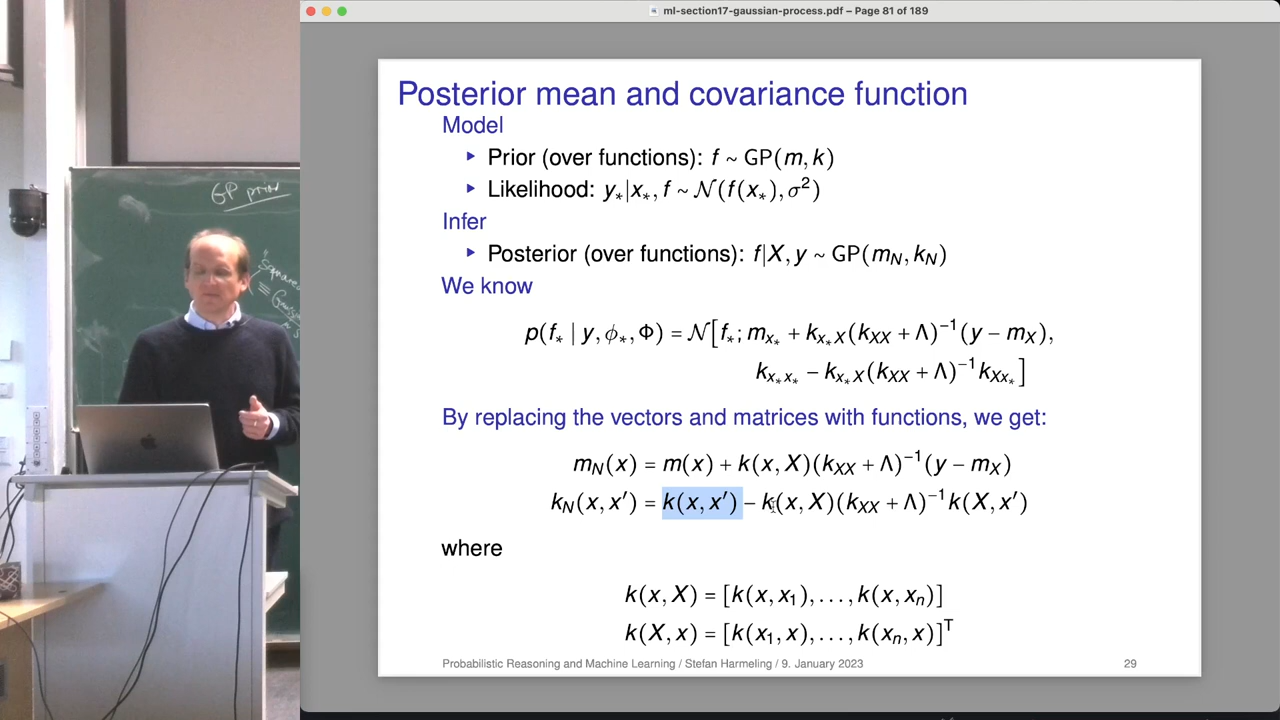 ml-section17-gaussian-process.pdf – Page 81 of 189
GP prior
Squared
Posterior mean and covariance function
Model
▸ Prior (over functions): f ~ GP(m, k)
▸ Likelihood: y∗|x∗, f ~ 𝒩(f(x∗), σ²)
Infer
▸ Posterior (over functions): f|X, y ~ GP(m_N, k_N)
We know
p(f∗ | y, ϕ∗, Φ) = 𝒩[f∗; m_x∗ + k_x∗X(k_XX + Λ)⁻¹(y − m_X),
k_x∗x∗ − k_x∗X(k_XX + Λ)⁻¹k_Xx∗]
By replacing the vectors and matrices with functions, we get:
m_N(x) = m(x) + k(x, X)(k_XX + Λ)⁻¹(y − m_X)
k_N(x, x′) = k(x, x′) − k(x, X)(k_XX + Λ)⁻¹k(X, x′)
where
k(x, X) = [k(x, x₁), . . . , k(x, xₙ)]
k(X, x) = [k(x₁, x), . . . , k(xₙ, x)]ᵀ
Probabilistic Reasoning and Machine Learning / Stefan Harmeling / 9. January 2023
29